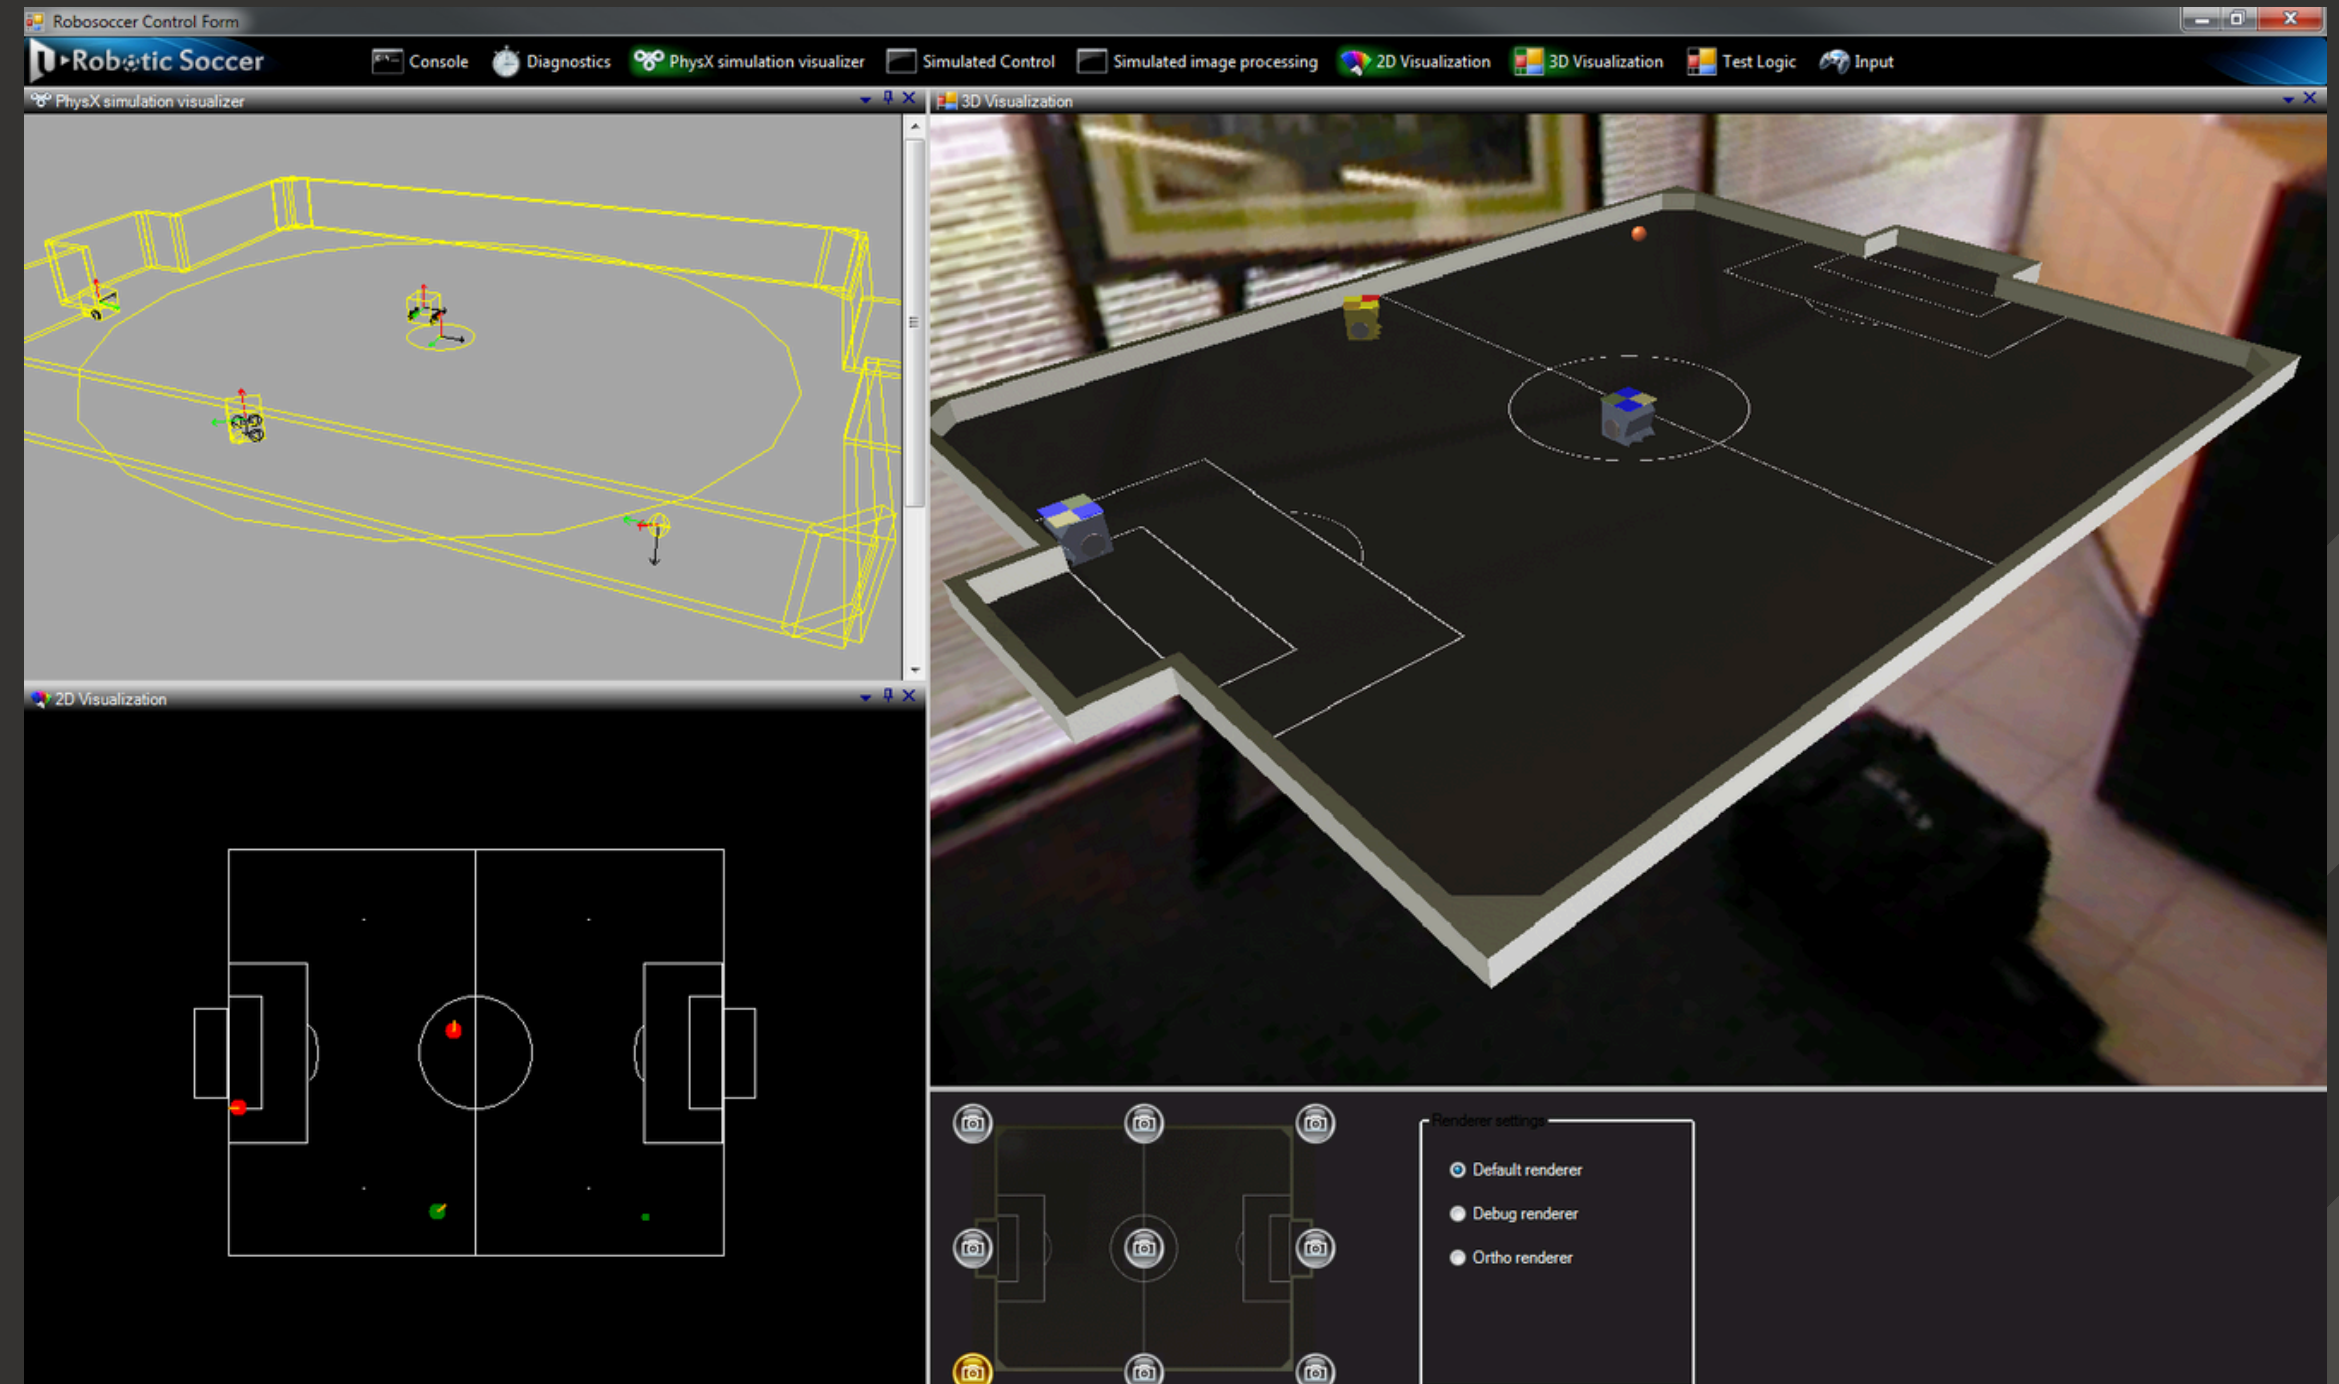 Robosoccer Control Form
Robotic Soccer
Console
Diagnostics
PhysX simulation visualizer
Simulated Control
Simulated image processing
2D Visualization
3D Visualization
Test Logic
Input
PhysX simulation visualizer
3D Visualization
2D Visualization
Renderer settings
Default renderer
Debug renderer
Ortho renderer